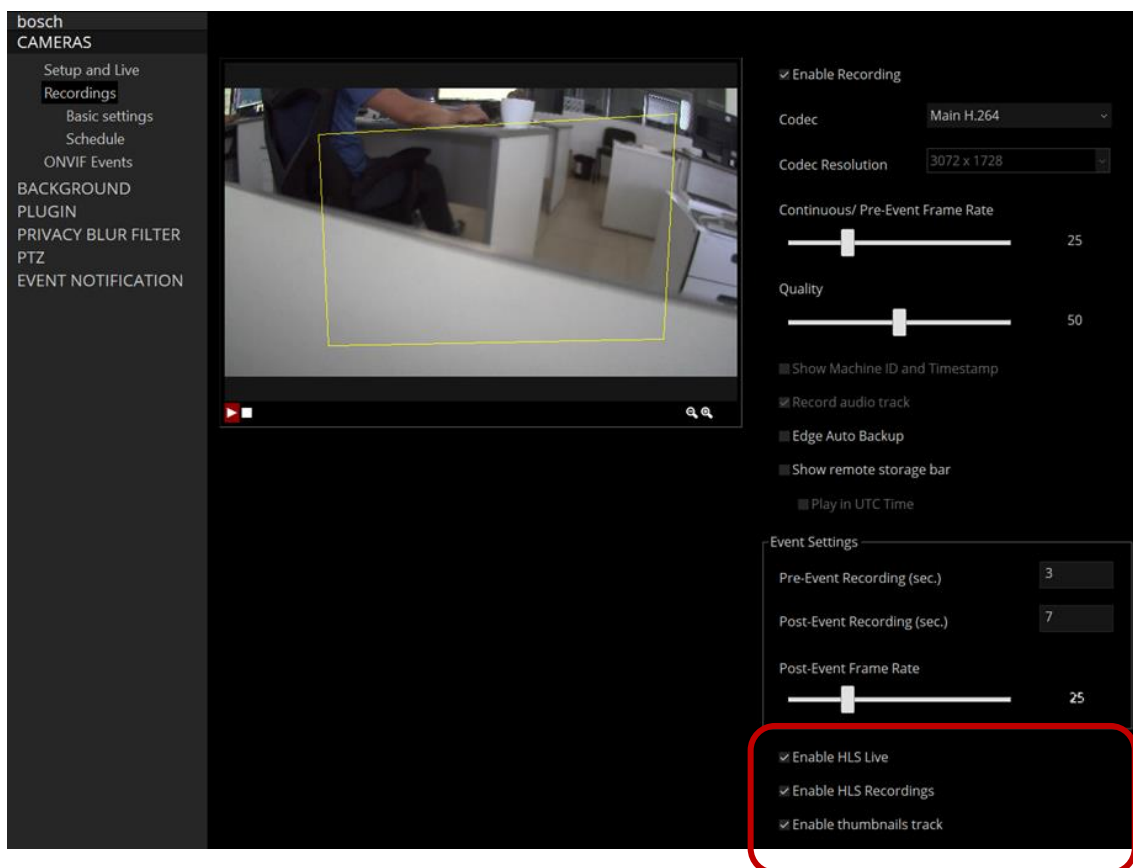 bosch
CAMERAS
Setup and Live
Recordings
Basic settings
Schedule
ONVIF Events
BACKGROUND
PLUGIN
PRIVACY BLUR FILTER
PTZ
EVENT NOTIFICATION
Enable Recording
Codec
Main H.264
Codec Resolution
3072 x 1728
Continuous/ Pre-Event Frame Rate
25
Quality
50
Show Machine ID and Timestamp
Record audio track
Edge Auto Backup
Show remote storage bar
Play in UTC Time
Event Settings
Pre-Event Recording (sec.)
3
Post-Event Recording (sec.)
7
Post-Event Frame Rate
25
Enable HLS Live
Enable HLS Recordings
Enable thumbnails track